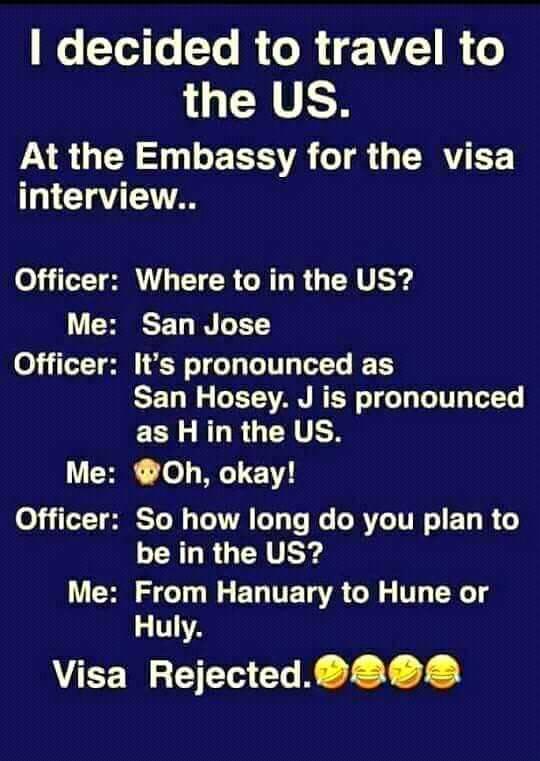 I decided to travel to
the US.
At the Embassy for the visa
interview..
Officer: Where to in the US?
Me: San Jose
Officer: It's pronounced as
San Hosey. J is pronounced
as H in the US.
Me: 🐵Oh, okay!
Officer: So how long do you plan to
be in the US?
Me: From Hanuary to Hune or
Huly.
Visa Rejected.🤣😂🤣😂